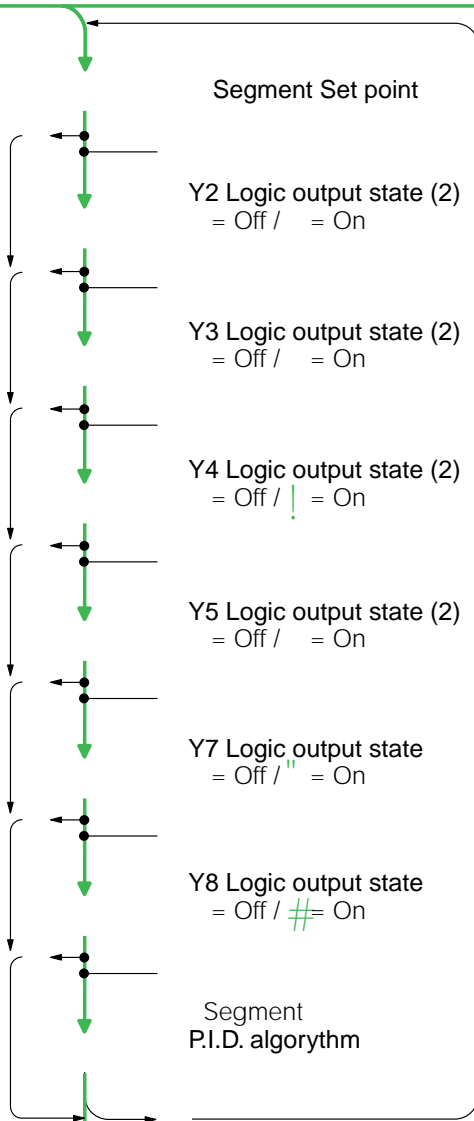 Segment Set point
Y2 Logic output state (2)
= Off / = On
Y3 Logic output state (2)
= Off / = On
Y4 Logic output state (2)
= Off / ! = On
Y5 Logic output state (2)
= Off / = On
Y7 Logic output state
= Off / " = On
Y8 Logic output state
= Off / # = On
Segment
P.I.D. algorythm